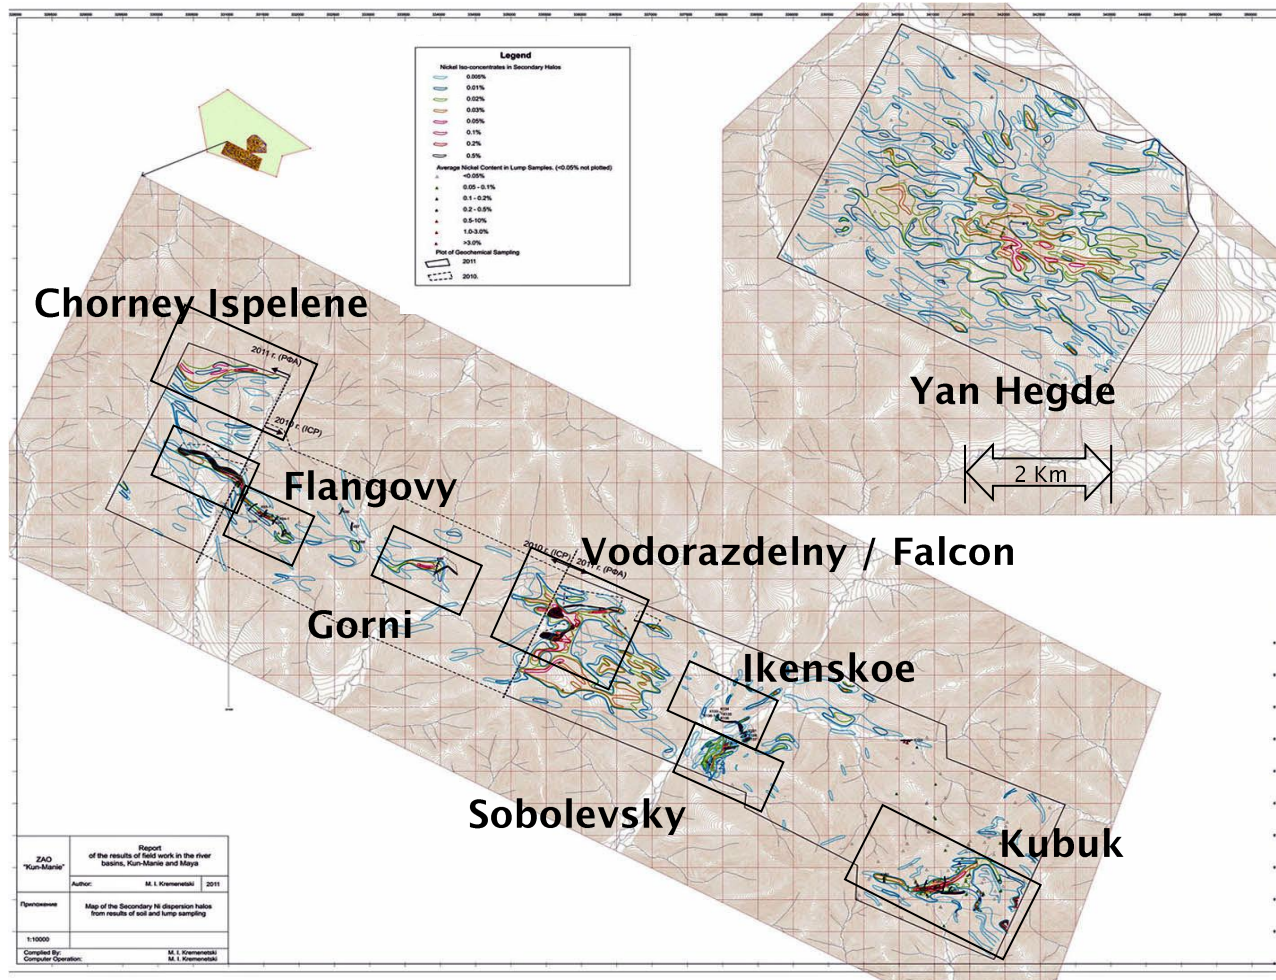 Legend
Nickel Iso-concentrates in Secondary Halos
0.005%
0.01%
0.02%
0.03%
0.05%
0.1%
0.2%
0.5%
Average Nickel Content in Lump Samples, (<0.05% not plotted)
<0.05%
0.05 - 0.1%
0.1 - 0.2%
0.2 - 0.5%
0.5-10%
1.0-3.0%
>3.0%
Plot of Geochemical Sampling
2011
2010.
Chorney Ispelene
2011 г. (РФА)
2010 г. (ICP)
Yan Hegde
2 Km
Flangovy
Vodorazdelny / Falcon
2010 г. (ICP)
2011 г. (РФА)
Gorni
Ikenskoe
Sobolevsky
Kubuk
ZAO
"Kun-Manie"
Report
of the results of field work in the river
basins, Kun-Manie and Maya
Author: M. I. Kremenetski 2011
Приложение
Map of the Secondary Ni dispersion halos
from results of soil and lump sampling
1:10000
Complied By: M. I. Kremenetski
Computer Operation: M. I. Kremenetski